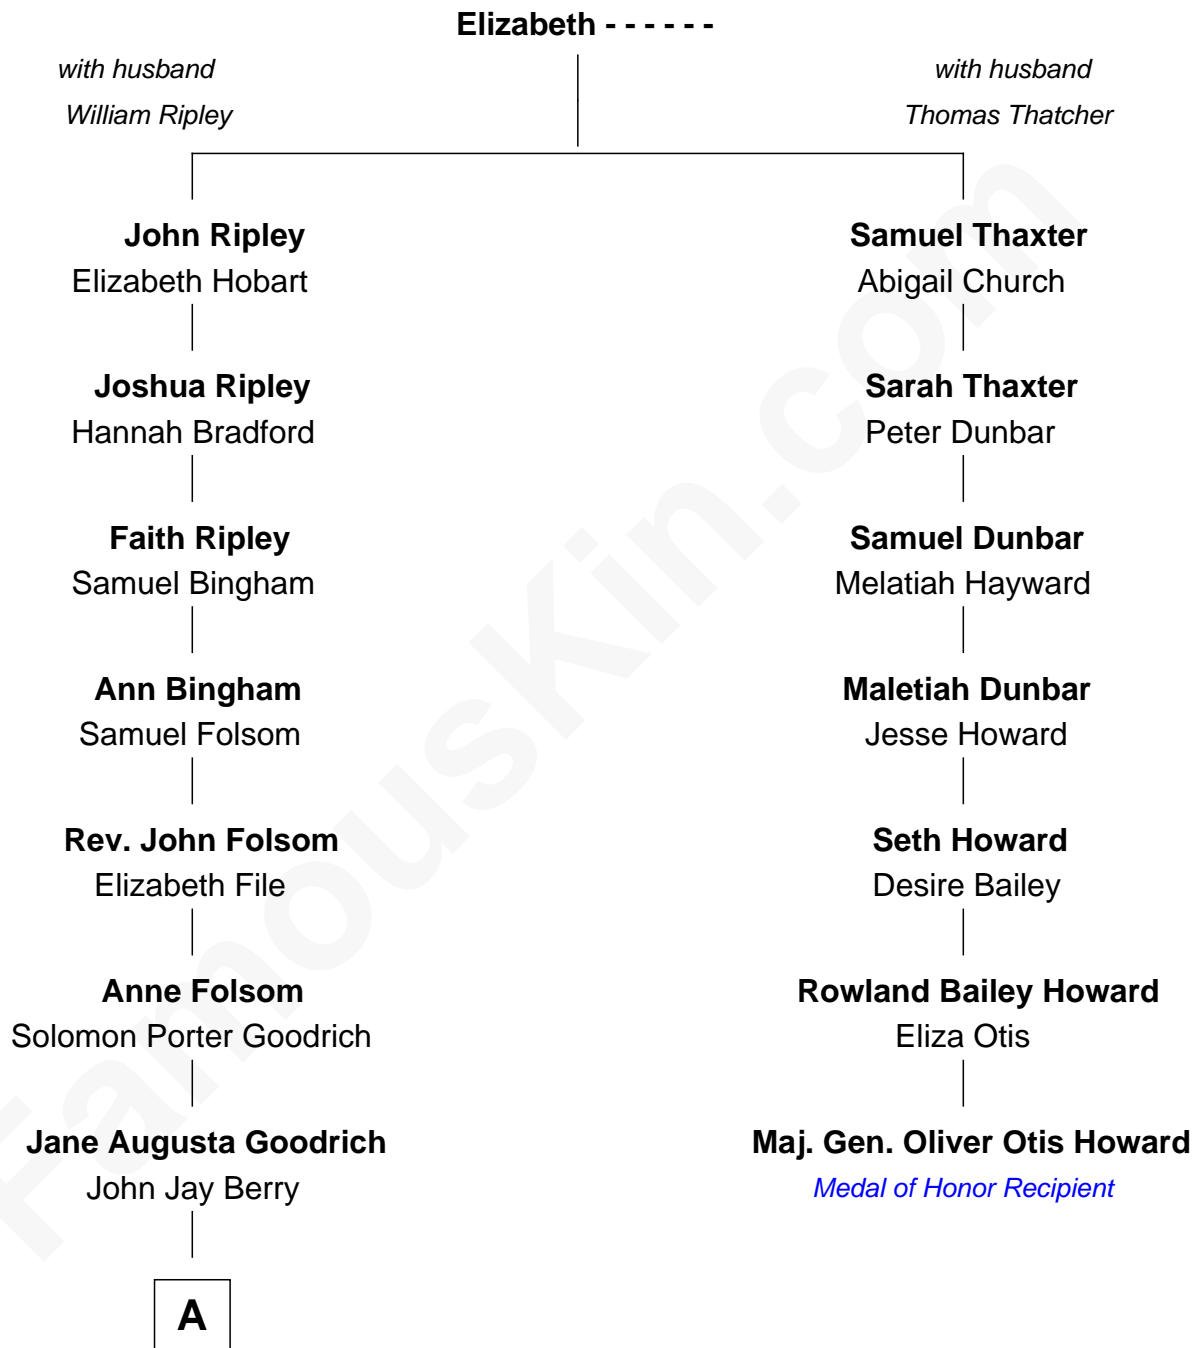 Elizabeth - - - - - -
with husband
William Ripley
with husband
Thomas Thatcher
John Ripley
Elizabeth Hobart
Samuel Thaxter
Abigail Church
Joshua Ripley
Hannah Bradford
Sarah Thaxter
Peter Dunbar
Faith Ripley
Samuel Bingham
Samuel Dunbar
Melatiah Hayward
Ann Bingham
Samuel Folsom
Maletiah Dunbar
Jesse Howard
Rev. John Folsom
Elizabeth File
Seth Howard
Desire Bailey
Anne Folsom
Solomon Porter Goodrich
Rowland Bailey Howard
Eliza Otis
Jane Augusta Goodrich
John Jay Berry
Maj. Gen. Oliver Otis Howard
Medal of Honor Recipient
A
FamousKin.com